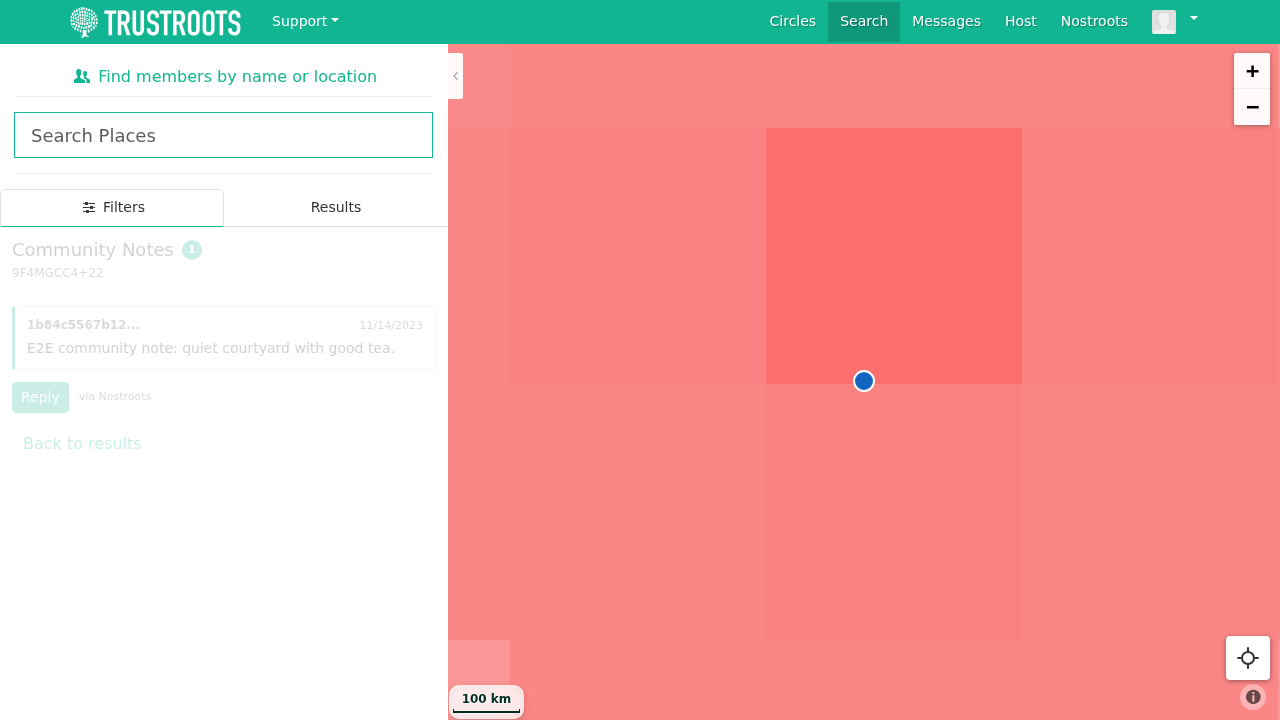 TRUSTROOTS
Support
Circles
Search
Messages
Host
Nostroots
Find members by name or location
Search Places
Filters
Results
Community Notes 1
9F4MGCC4+22
1b84c5567b12... 11/14/2023
E2E community note: quiet courtyard with good tea.
Reply via Nostroots
Back to results
+
−
100 km